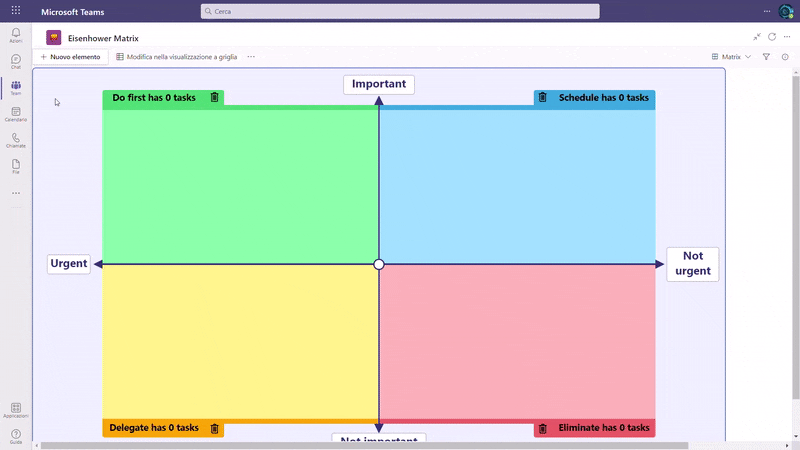 Microsoft Teams
Cerca
Azioni
Chat
Team
Calendario
Chiamate
File
Applicazioni
Guida
Eisenhower Matrix
Nuovo elemento
Modifica nella visualizzazione a griglia
Matrix
Important
Do first has 0 tasks
Schedule has 0 tasks
Urgent
Not
urgent
Delegate has 0 tasks
Eliminate has 0 tasks
Not important